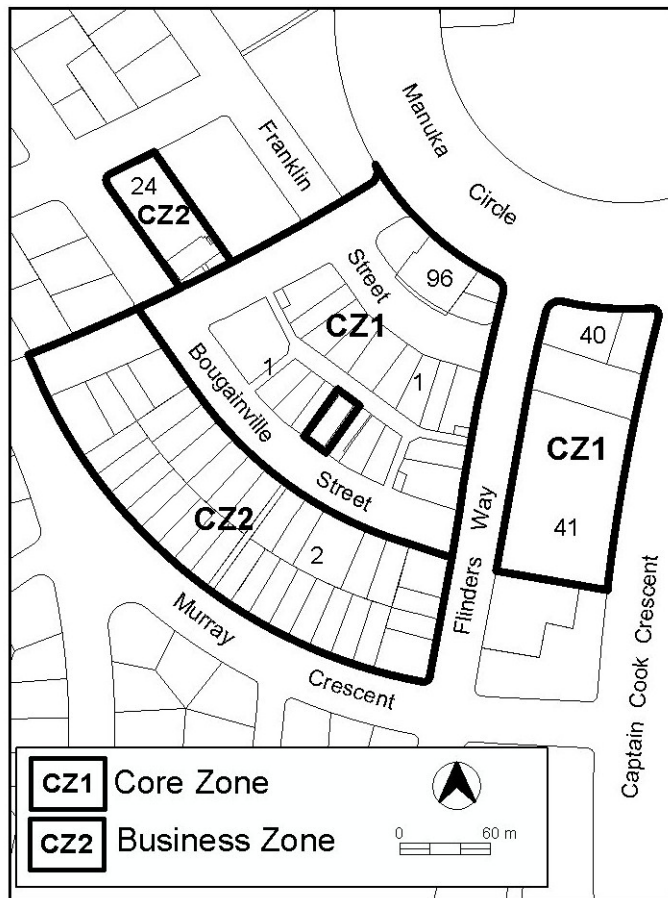 Manuka
Circle
Franklin
Street
24
CZ2
96
CZ1
40
1
1
Bougainville
Street
CZ1
CZ2
41
2
Flinders Way
Murray
Crescent
Captain Cook Crescent
CZ1 Core Zone
CZ2 Business Zone
0 60 m